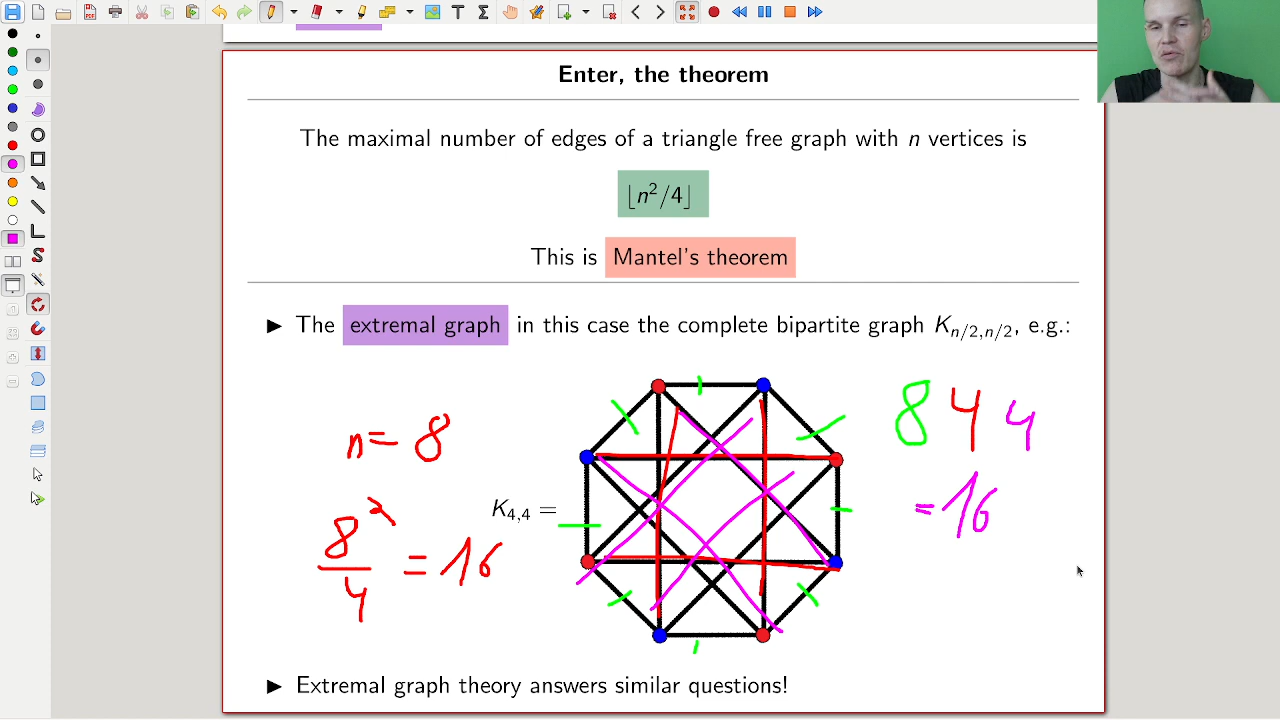 Enter, the theorem
The maximal number of edges of a triangle free graph with n vertices is
⌊n²/4⌋
This is Mantel's theorem
▶ The extremal graph in this case the complete bipartite graph K_{n/2,n/2}, e.g.:
n = 8
8²/4 = 16
K_{4,4} =
8 4 4
= 16
▶ Extremal graph theory answers similar questions!